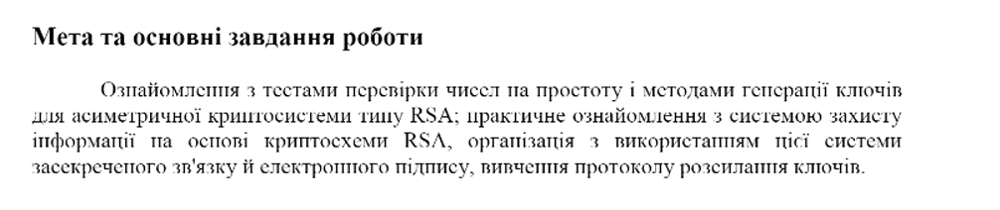 Мета та основні завдання роботи
Ознайомлення з тестами перевірки чисел на простоту і методами генерації ключів
для асиметричної криптосистеми типу RSA; практичне ознайомлення з системою захисту
інформації на основі криптосхеми RSA, організація з використанням цієї системи
засекреченого зв'язку й електронного підпису, вивчення протоколу розсилання ключів.